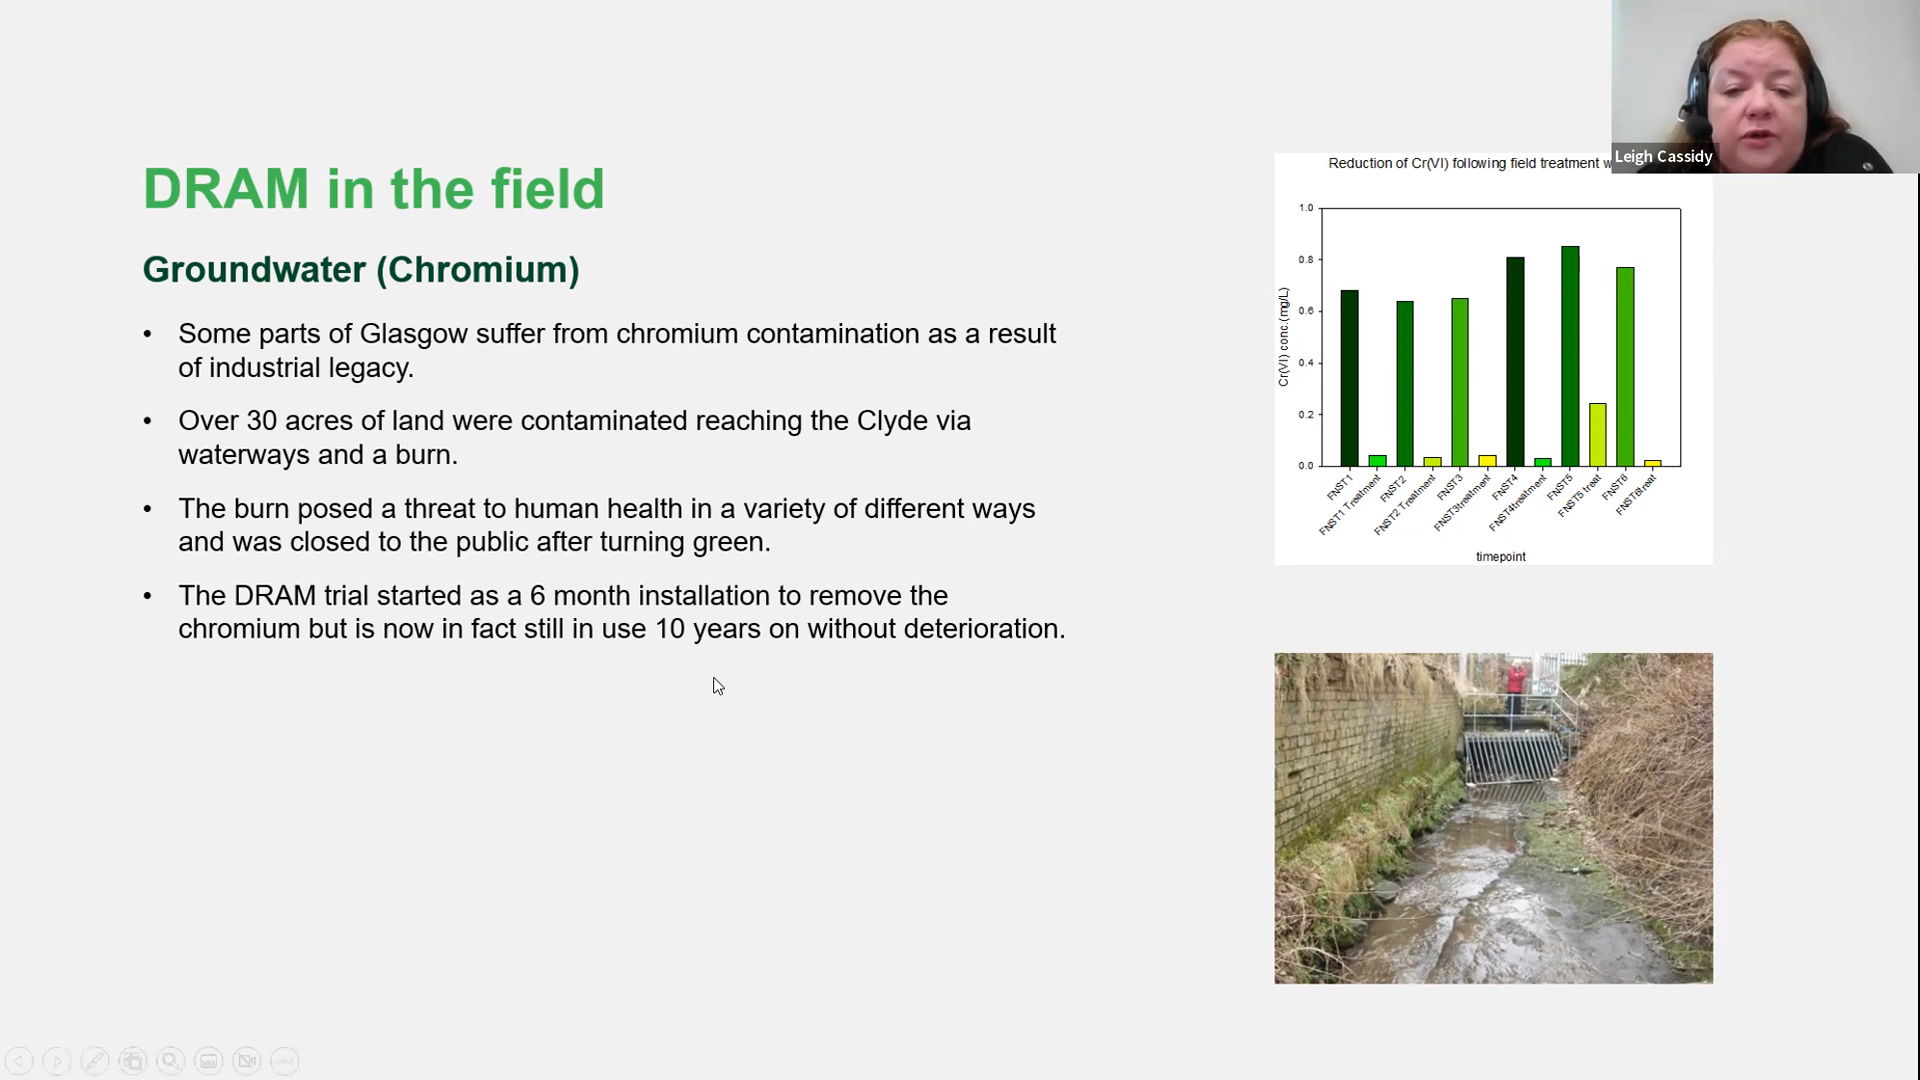 DRAM in the field
Groundwater (Chromium)
• Some parts of Glasgow suffer from chromium contamination as a result
of industrial legacy.
• Over 30 acres of land were contaminated reaching the Clyde via
waterways and a burn.
• The burn posed a threat to human health in a variety of different ways
and was closed to the public after turning green.
• The DRAM trial started as a 6 month installation to remove the
chromium but is now in fact still in use 10 years on without deterioration.
Leigh Cassidy
Reduction of Cr(VI) following field treatment w
Cr(VI) conc.(mg/L)
1.0
0.8
0.6
0.4
0.2
0.0
FNST1
FNST1 Treatment
FNST2
FNST2 Treatment
FNST3
FNST3treatment
FNST4
FNST4treatment
FNST5
FNST5 treat
FNST6
FNST6treat
timepoint